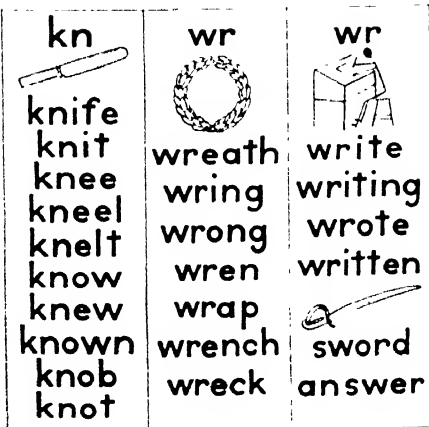 kn
knife
knit
knee
kneel
knelt
know
knew
known
knob
knot
wr
wreath
wring
wrong
wren
wrap
wrench
wreck
wr
write
writing
wrote
written
sword
answer